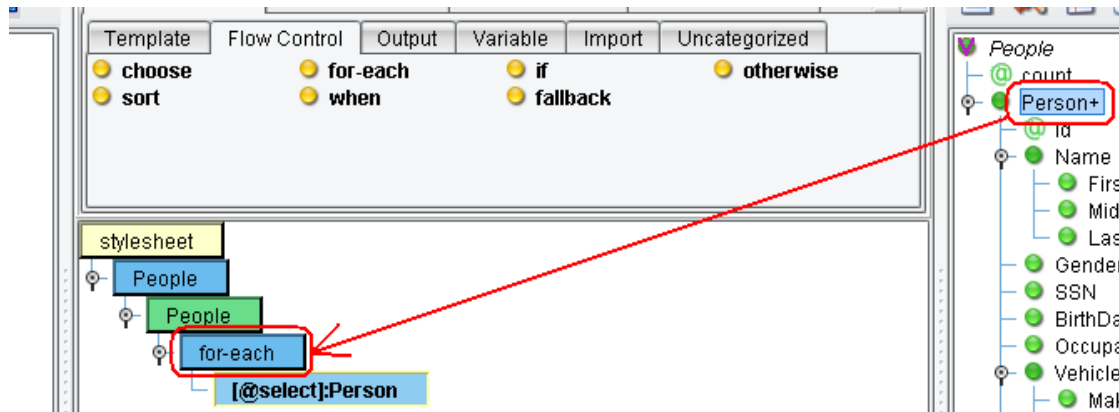 Template Flow Control Output Variable Import Uncategorized
choose for-each if otherwise
sort when fallback
stylesheet
People
People
for-each
[@select]:Person
People
count
Person+
id
Name
Gender
SSN